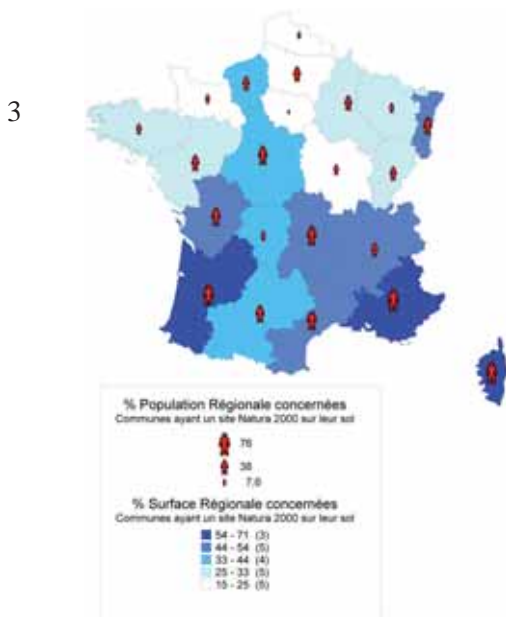 3
% Population Régionale concernées
Communes ayant un site Natura 2000 sur leur sol
76
38
7,6
% Surface Régionale concernées
Communes ayant un site Natura 2000 sur leur sol
54 - 71 (3)
44 - 54 (5)
33 - 44 (4)
25 - 33 (5)
15 - 25 (5)